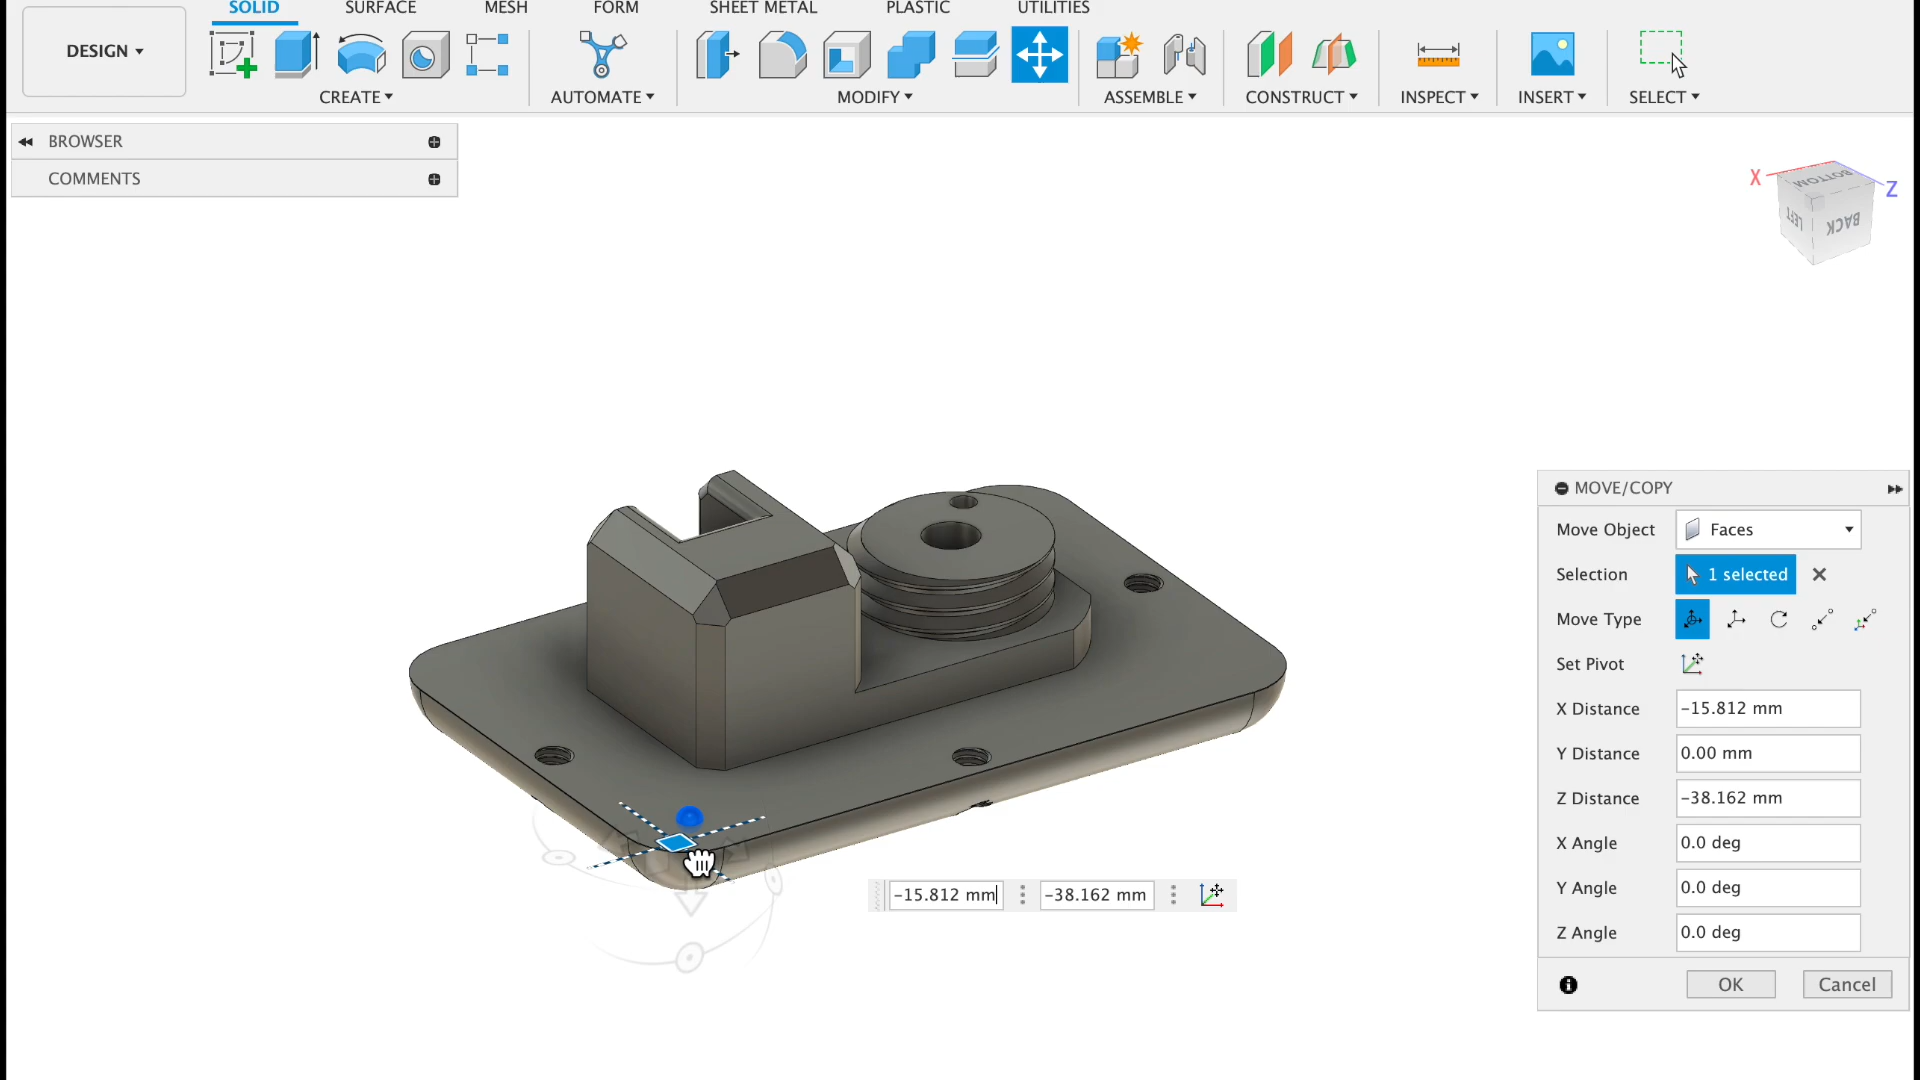 SOLID SURFACE MESH FORM SHEET METAL PLASTIC UTILITIES
DESIGN
CREATE AUTOMATE MODIFY ASSEMBLE CONSTRUCT INSPECT INSERT SELECT
BROWSER
COMMENTS
X Z
BOTTOM
LEFT BACK
MOVE/COPY
Move Object Faces
Selection 1 selected
Move Type
Set Pivot
X Distance -15.812 mm
Y Distance 0.00 mm
Z Distance -38.162 mm
X Angle 0.0 deg
Y Angle 0.0 deg
Z Angle 0.0 deg
-15.812 mm -38.162 mm
OK Cancel